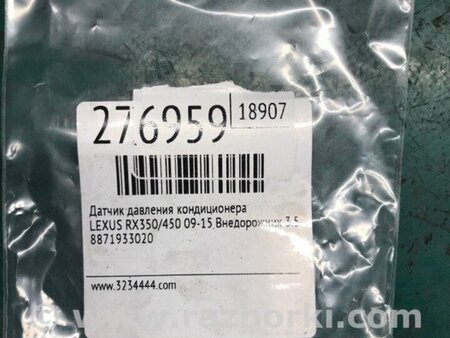 276959 18907
Датчик давления кондиционера
LEXUS RX350/450 09-15 Внедорожник 3.5
8871933020
www.3234444.com
www.razborki.com